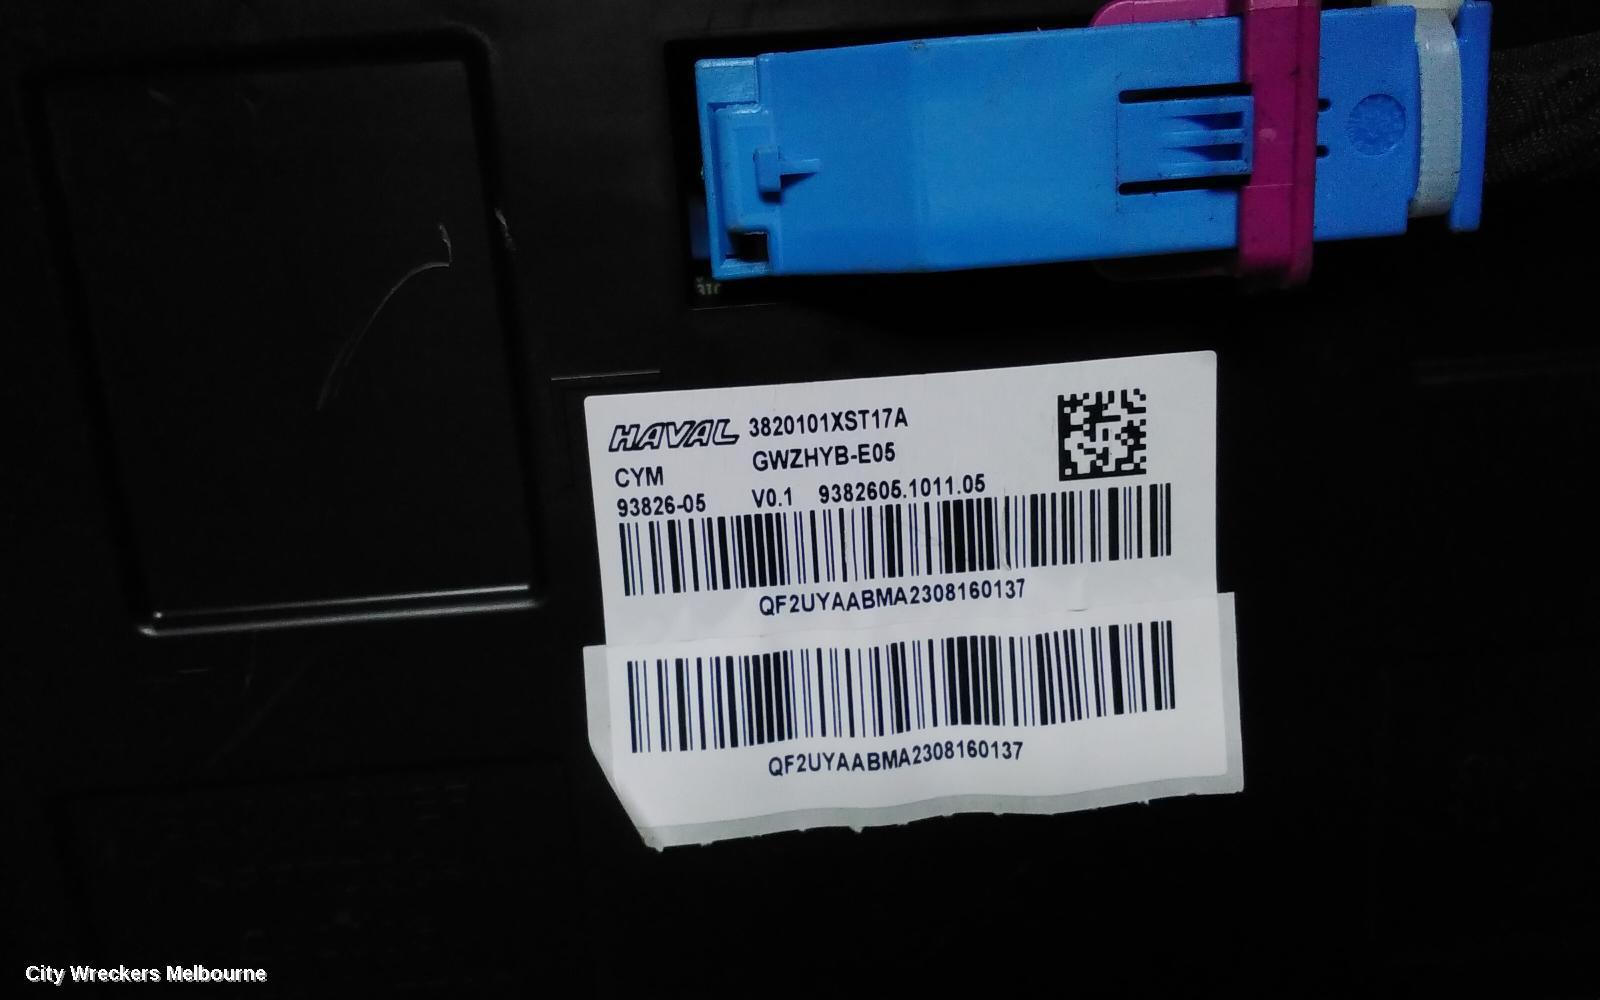 HAVAL 3820101XST17A
CYM GWZHYB-E05
93826-05 V0.1 9382605.1011.05
QF2UYAABMA2308160137
QF2UYAABMA2308160137
City Wreckers Melbourne